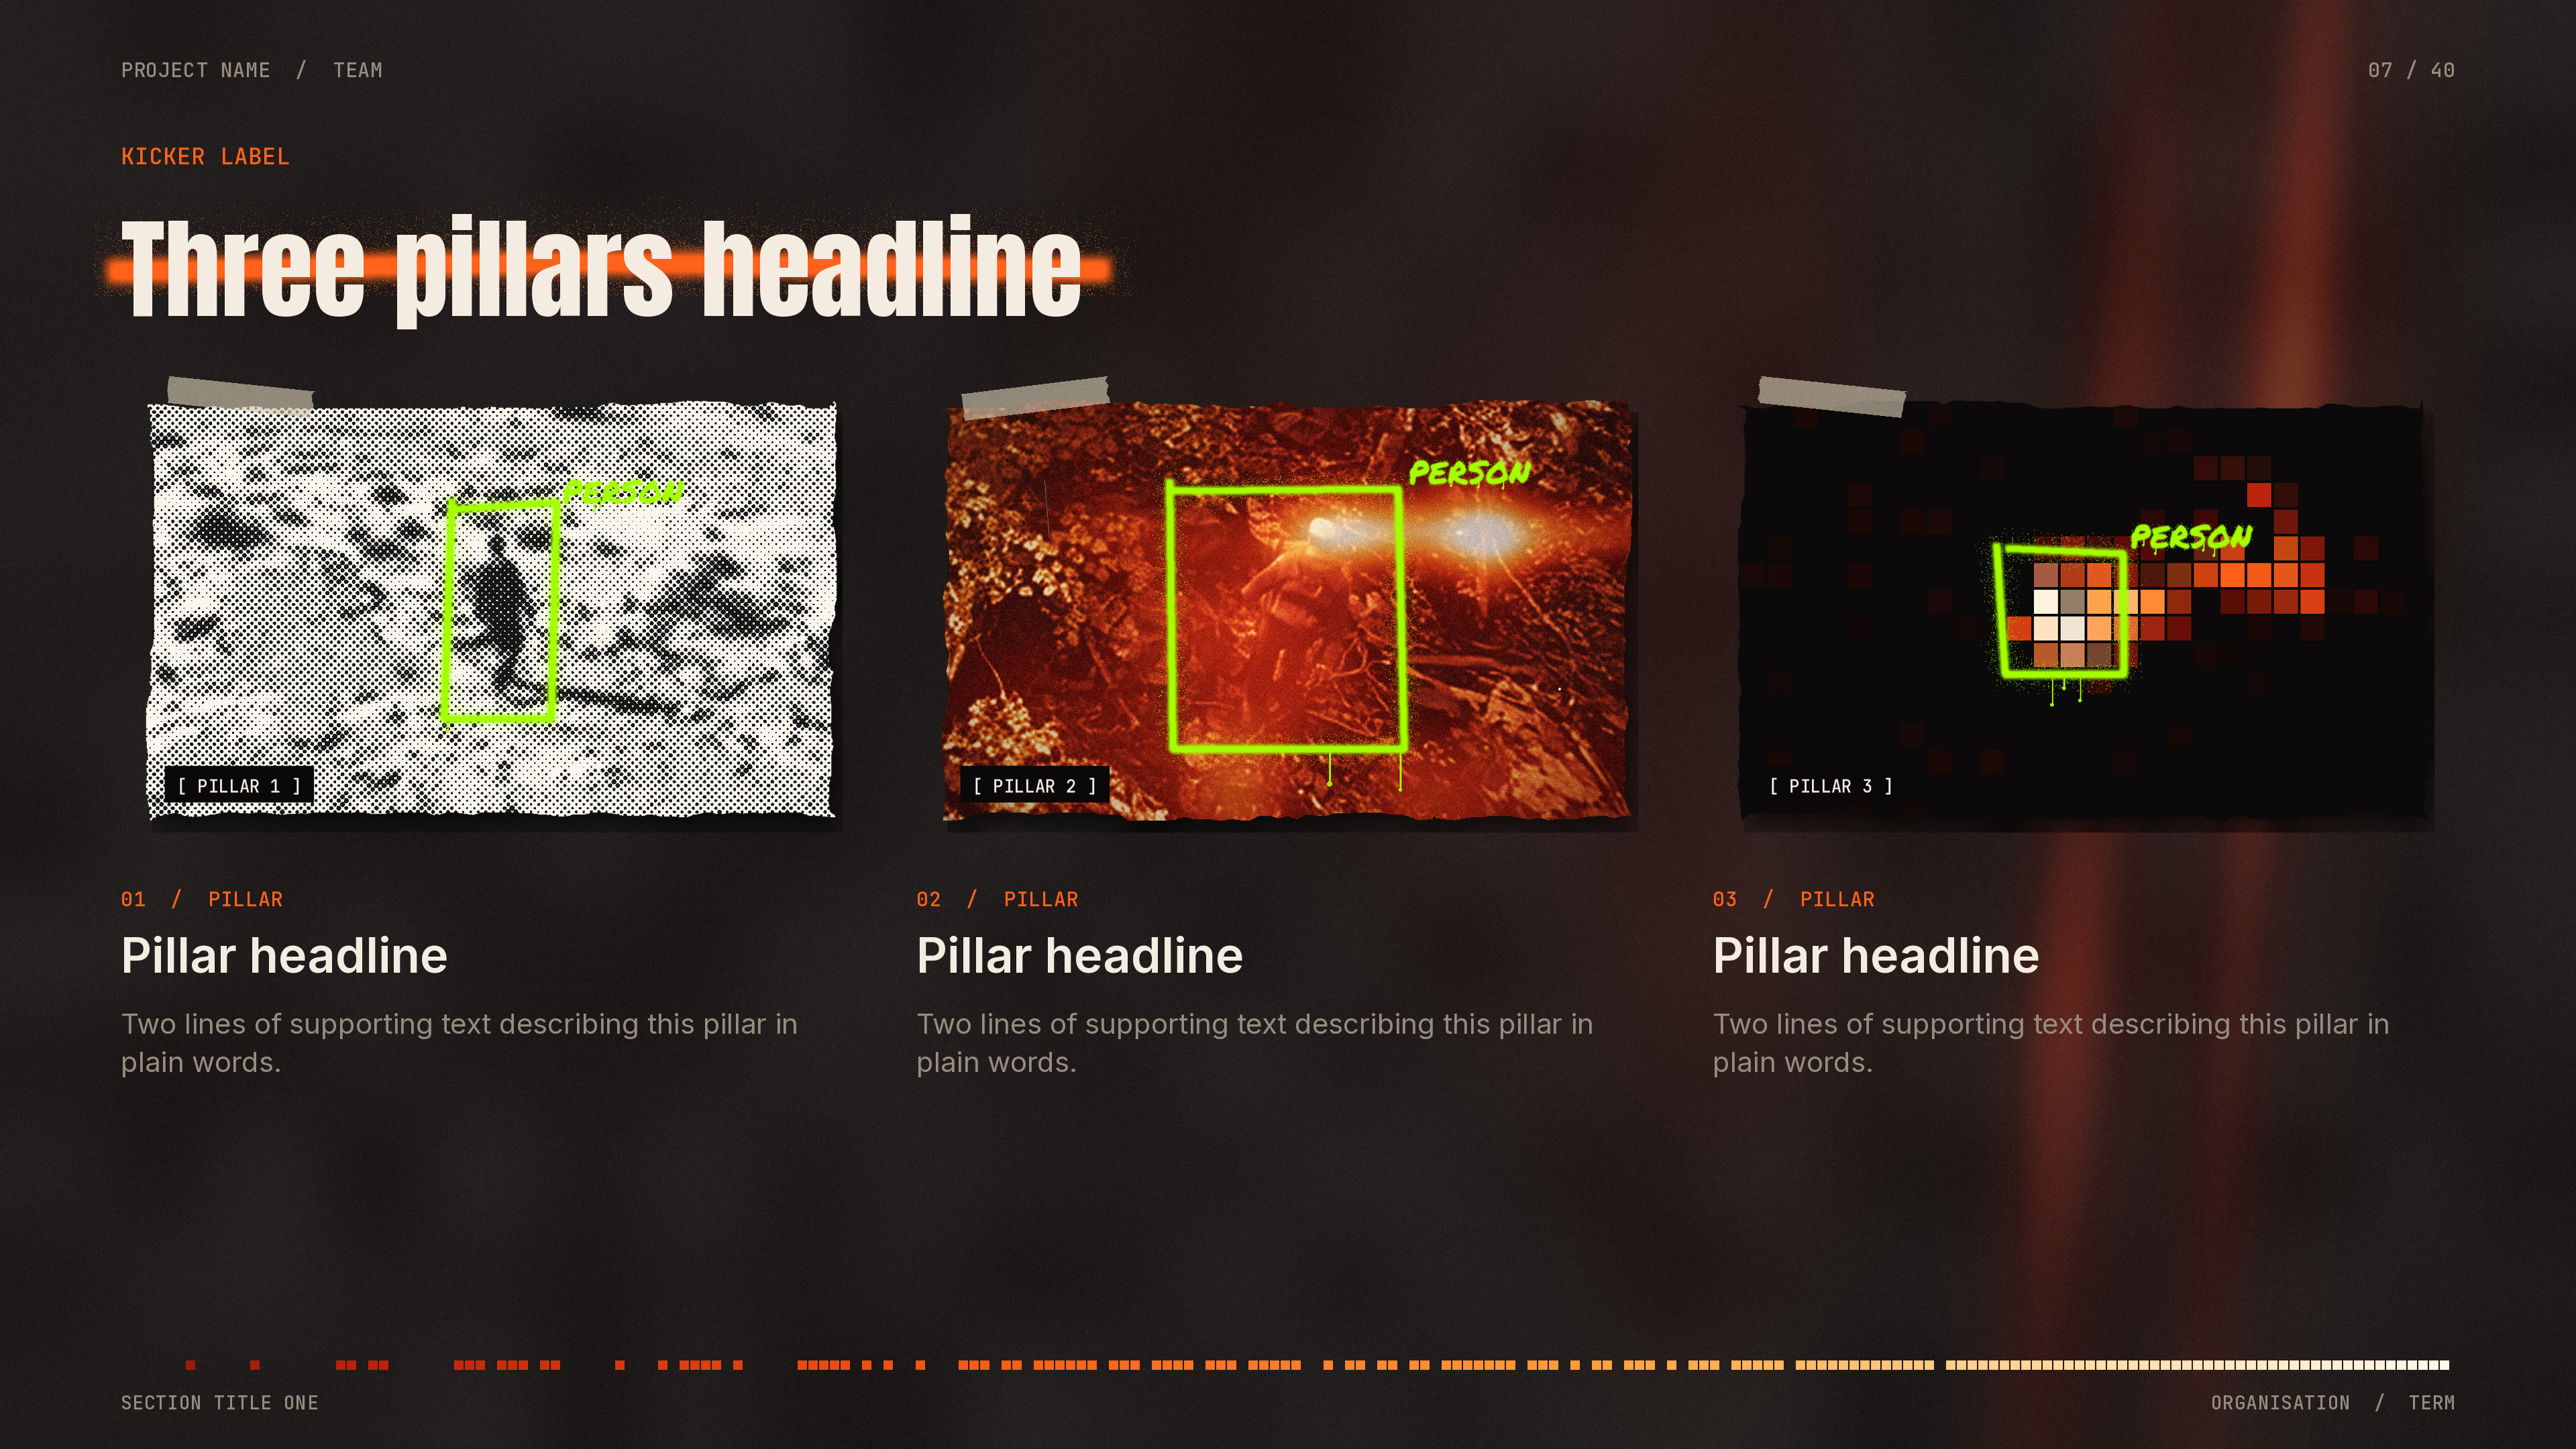 PROJECT NAME / TEAM
07 / 40
KICKER LABEL
Three pillars headline
PERSON
[ PILLAR 1 ]
PERSON
[ PILLAR 2 ]
PERSON
[ PILLAR 3 ]
01 / PILLAR
Pillar headline
Two lines of supporting text describing this pillar in
plain words.
02 / PILLAR
Pillar headline
Two lines of supporting text describing this pillar in
plain words.
03 / PILLAR
Pillar headline
Two lines of supporting text describing this pillar in
plain words.
SECTION TITLE ONE
ORGANISATION / TERM